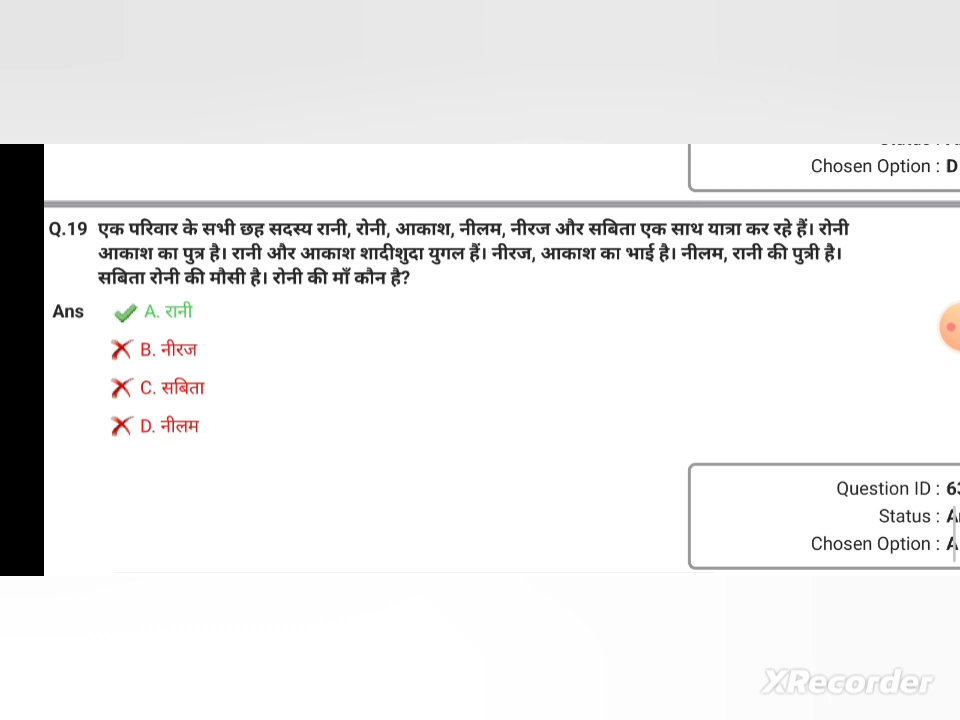 Chosen Option : D
Q.19 एक परिवार के सभी छह सदस्य रानी, रोनी, आकाश, नीलम, नीरज और सबिता एक साथ यात्रा कर रहे हैं। रोनी
आकाश का पुत्र है। रानी और आकाश शादीशुदा युगल हैं। नीरज, आकाश का भाई है। नीलम, रानी की पुत्री है।
सबिता रोनी की मौसी है। रोनी की माँ कौन है?
Ans A. रानी
B. नीरज
C. सबिता
D. नीलम
Question ID : 63
Status : A
Chosen Option : A
XRecorder